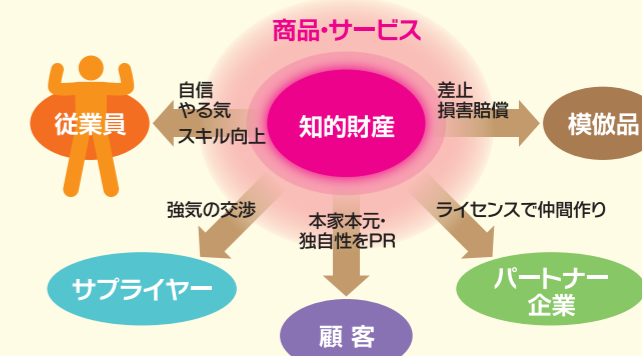 商品・サービス
自信
やる気
スキル向上
差止
損害賠償
従業員
知的財産
模倣品
強気の交渉
本家本元・
独自性をPR
ライセンスで仲間作り
サプライヤー
パートナー
企業
顧客